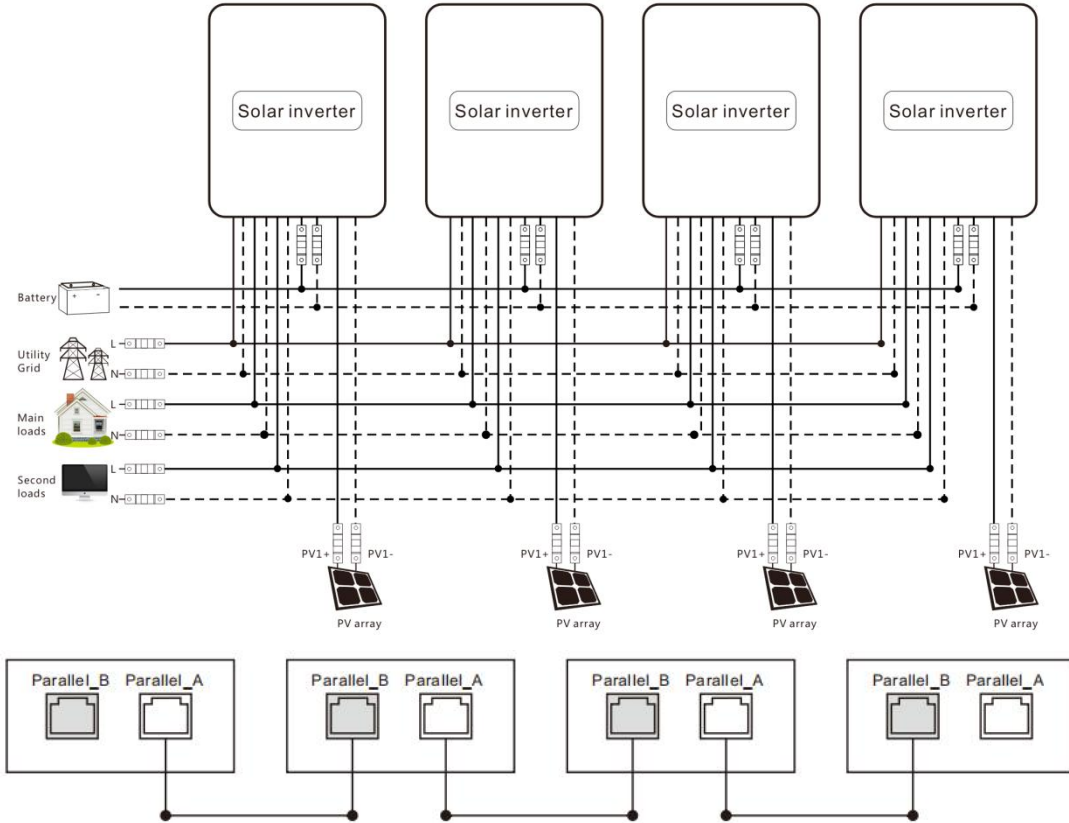 Solar inverter Solar inverter Solar inverter Solar inverter
Battery
Utility
Grid
L
N
Main
loads
L
N
Second
loads
L
N
PV1+ PV1- PV1+ PV1- PV1+ PV1- PV1+ PV1-
PV array PV array PV array PV array
Parallel_B Parallel_A Parallel_B Parallel_A Parallel_B Parallel_A Parallel_B Parallel_A